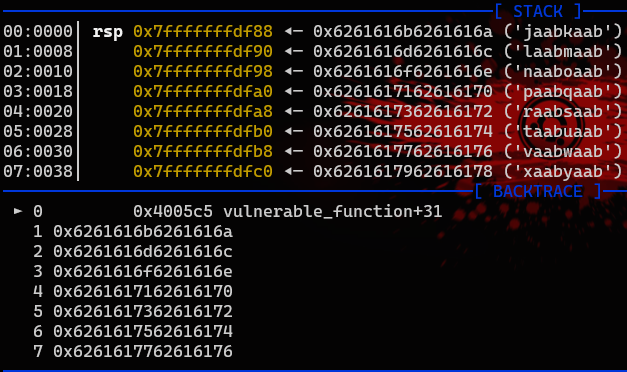 [ STACK ]
00:0000│ rsp 0x7fffffffdf88 ◂— 0x6261616b6261616a ('jaabkaab')
01:0008│ 0x7fffffffdf90 ◂— 0x6261616d6261616c ('laabmaab')
02:0010│ 0x7fffffffdf98 ◂— 0x6261616f6261616e ('naaboaab')
03:0018│ 0x7fffffffdfa0 ◂— 0x6261617162616170 ('paabqaab')
04:0020│ 0x7fffffffdfa8 ◂— 0x6261617362616172 ('raabsaab')
05:0028│ 0x7fffffffdfb0 ◂— 0x6261617562616174 ('taabuaab')
06:0030│ 0x7fffffffdfb8 ◂— 0x6261617762616176 ('vaabwaab')
07:0038│ 0x7fffffffdfc0 ◂— 0x6261617962616178 ('xaabyaab')
[ BACKTRACE ]
► 0 0x4005c5 vulnerable_function+31
1 0x6261616b6261616a
2 0x6261616d6261616c
3 0x6261616f6261616e
4 0x6261617162616170
5 0x6261617362616172
6 0x6261617562616174
7 0x6261617762616176